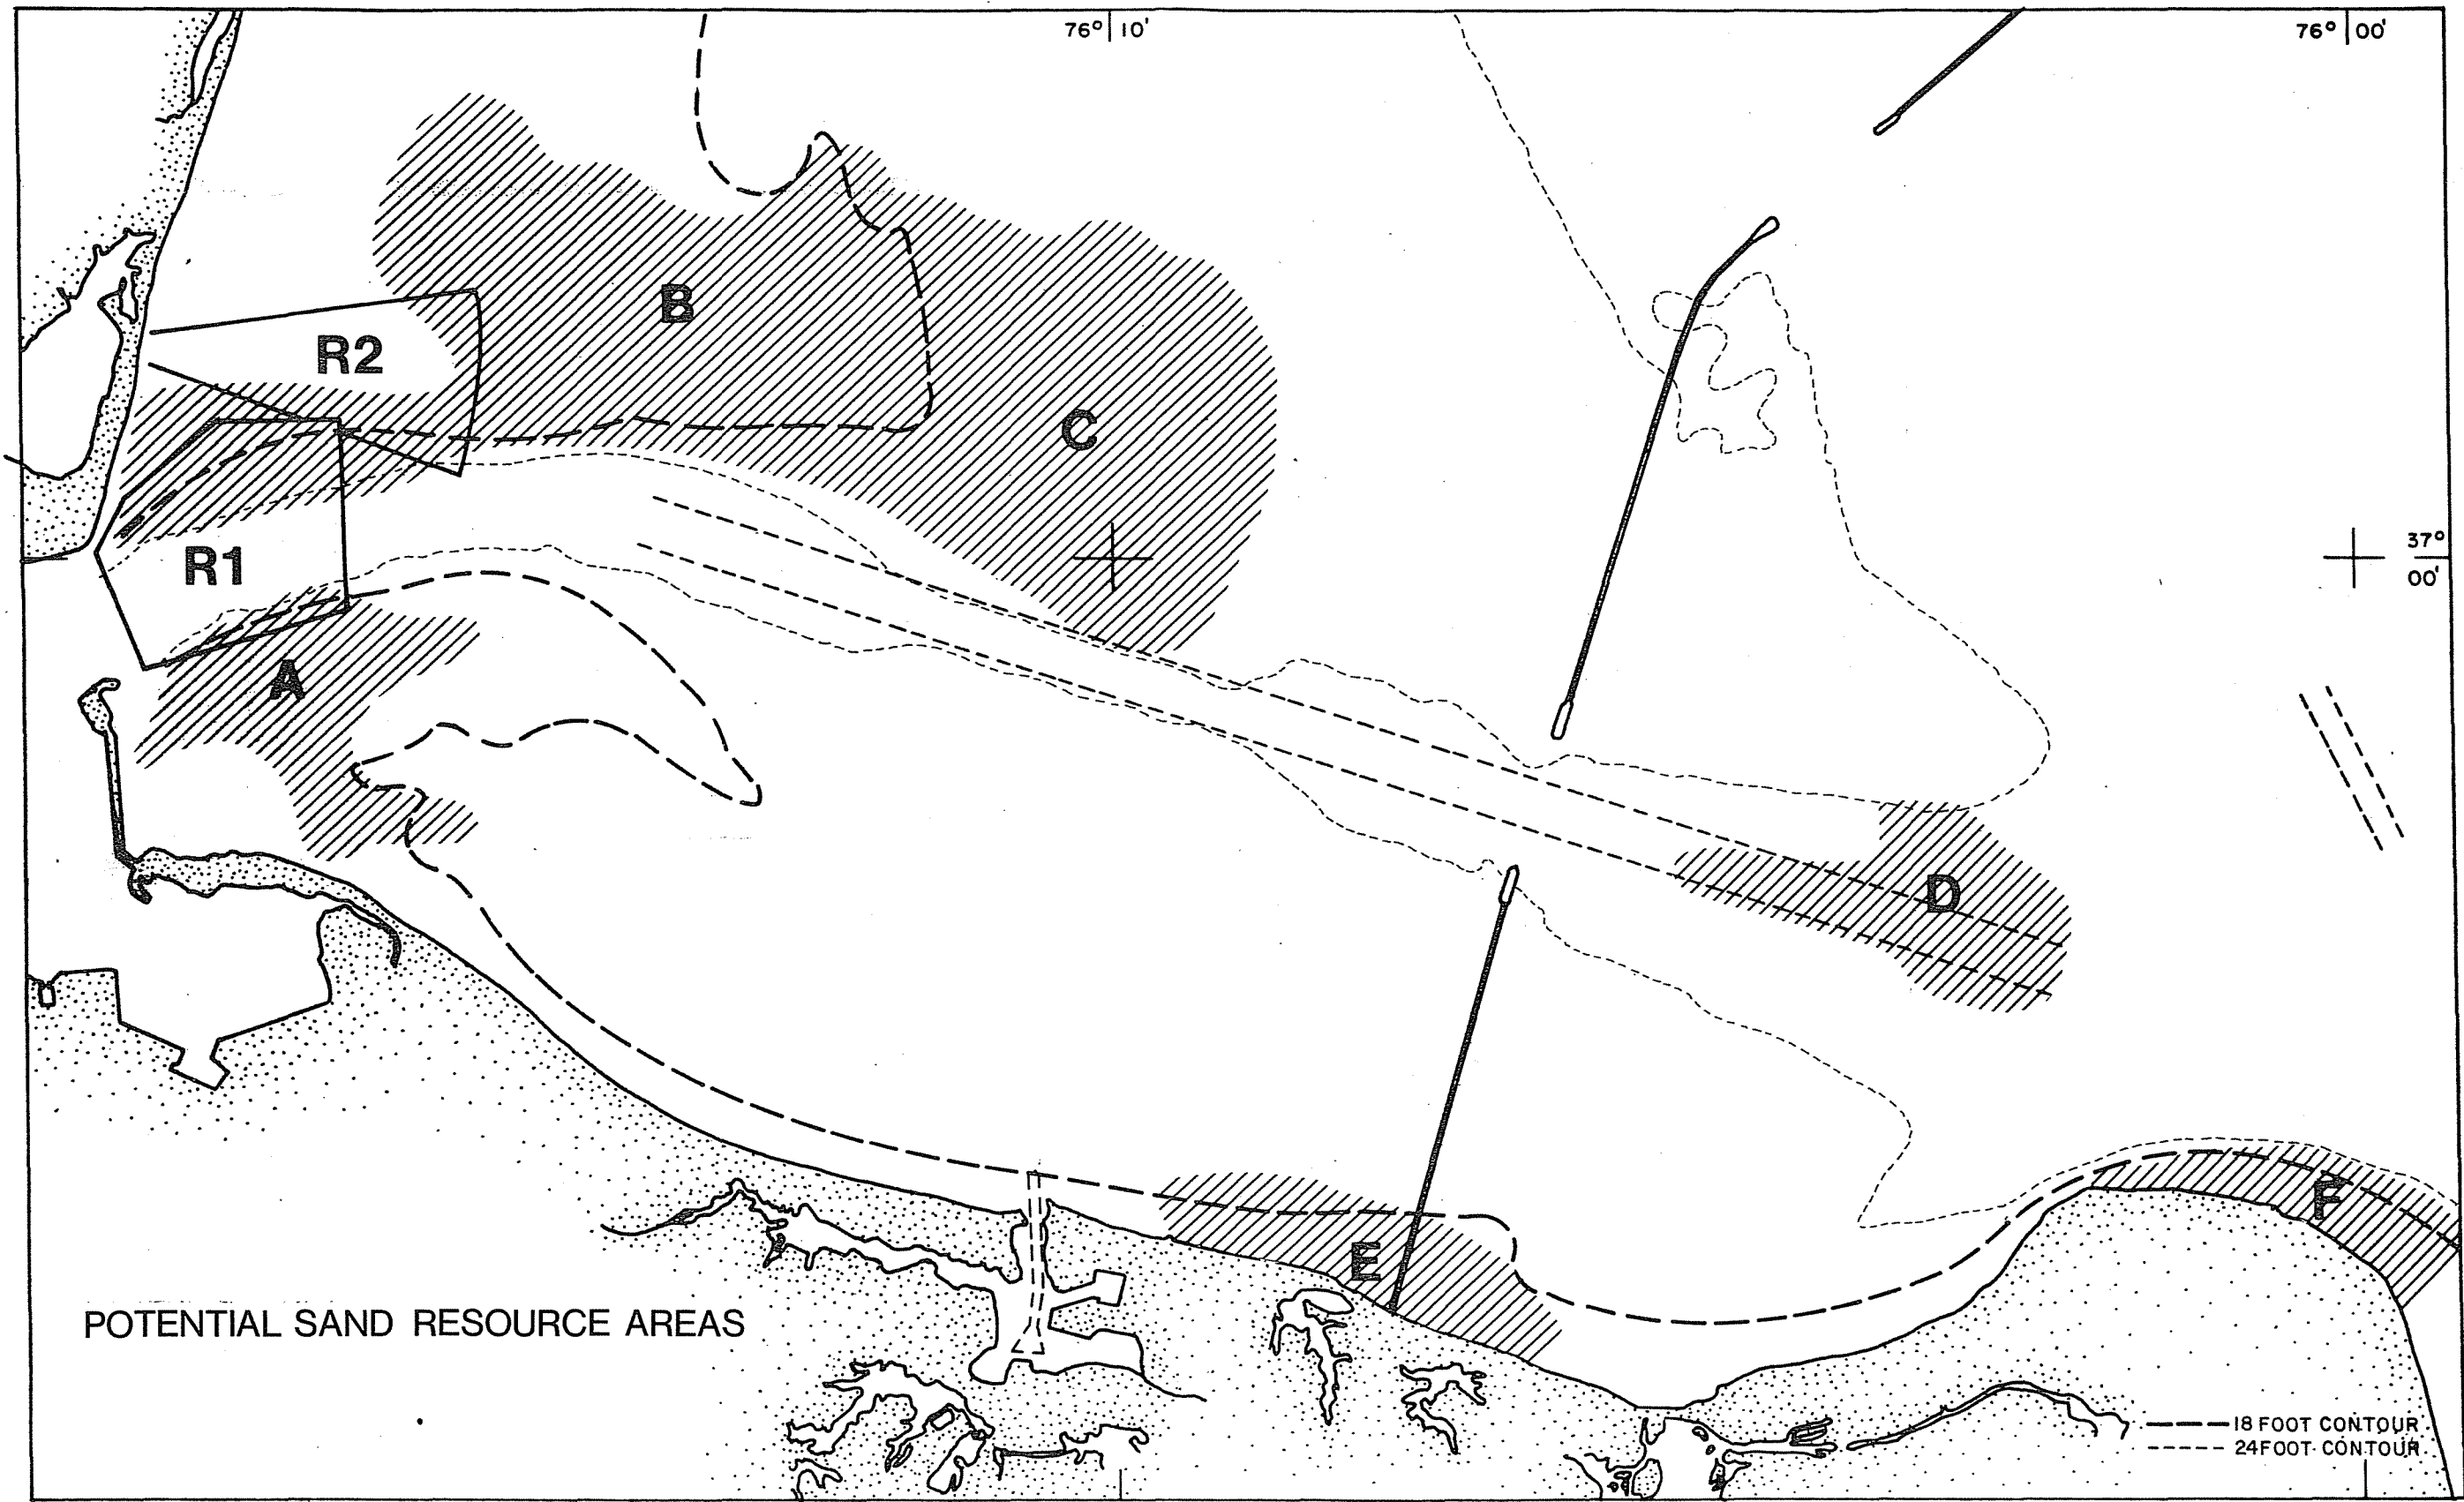 76° 10'
76° 00'
B
R2
C
37°
00'
R1
A
D
F
E
POTENTIAL SAND RESOURCE AREAS
18 FOOT CONTOUR
24 FOOT CONTOUR